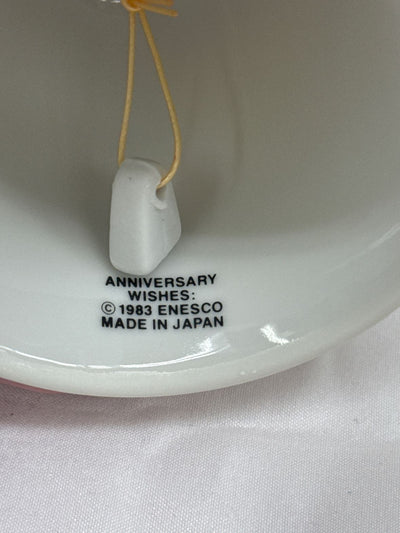 ANNIVERSARY
WISHES:
© 1983 ENESCO
MADE IN JAPAN